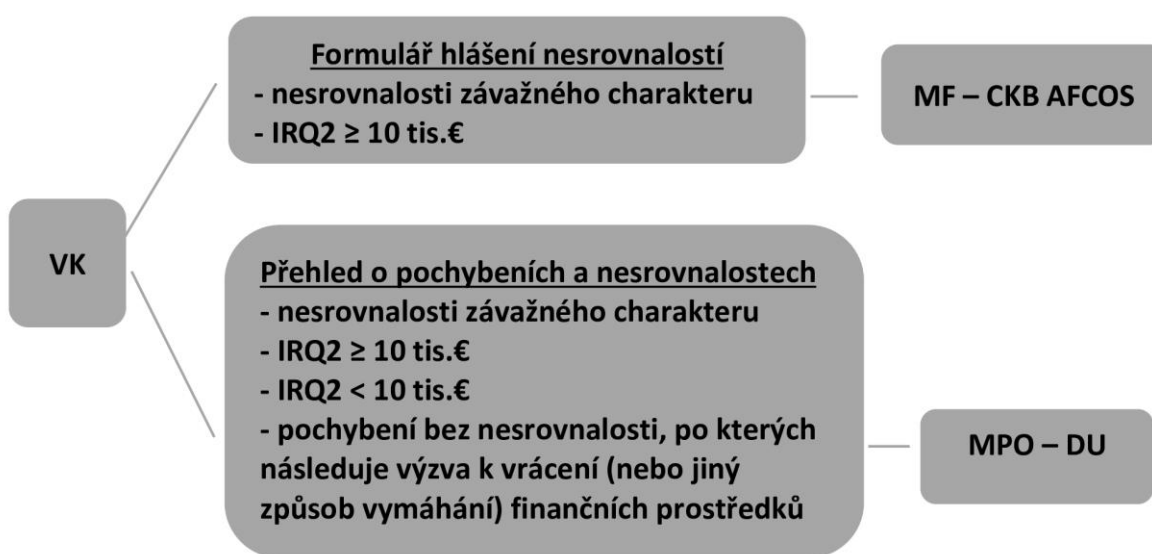 Formulář hlášení nesrovnalostí
- nesrovnalosti závažného charakteru
- IRQ2 ≥ 10 tis.€
MF – CKB AFCOS
VK
Přehled o pochybeních a nesrovnalostech
- nesrovnalosti závažného charakteru
- IRQ2 ≥ 10 tis.€
- IRQ2 < 10 tis.€
- pochybení bez nesrovnalosti, po kterých
následuje výzva k vrácení (nebo jiný
způsob vymáhání) finančních prostředků
MPO – DU